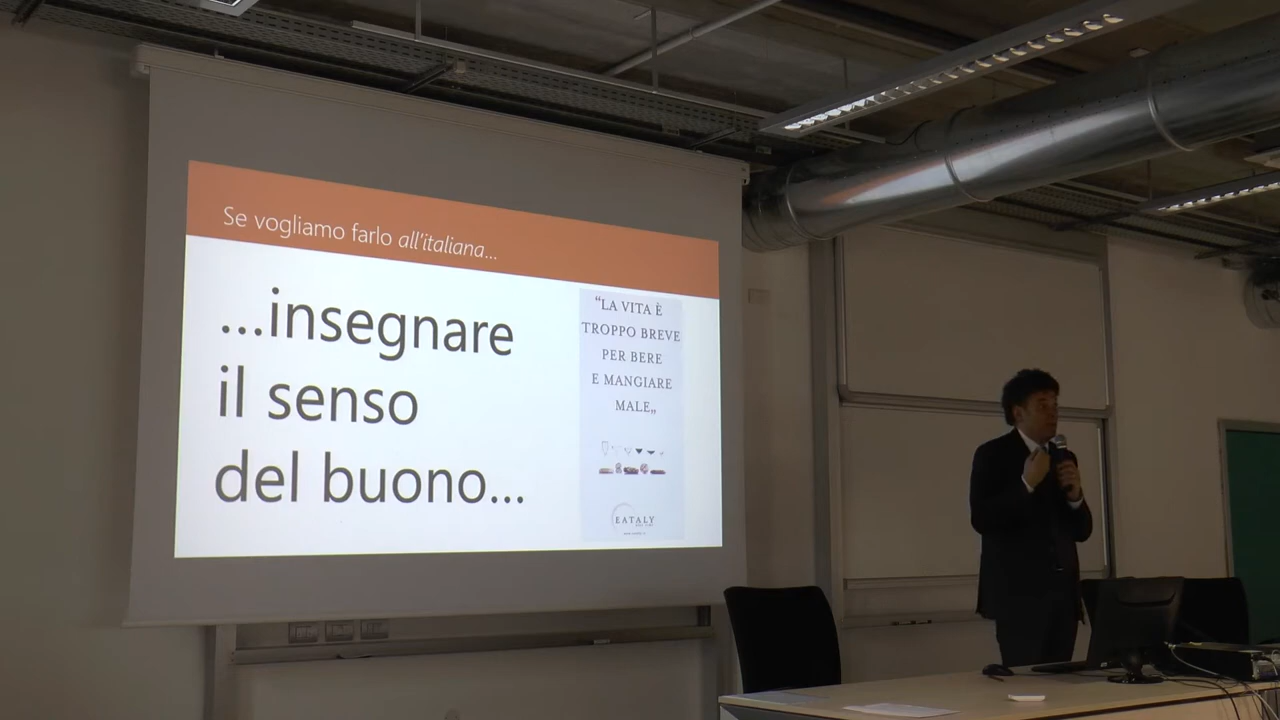 Se vogliamo farlo all'italiana...
...insegnare
il senso
del buono...
“LA VITA È
TROPPO BREVE
PER BERE
E MANGIARE
MALE„
EATALY